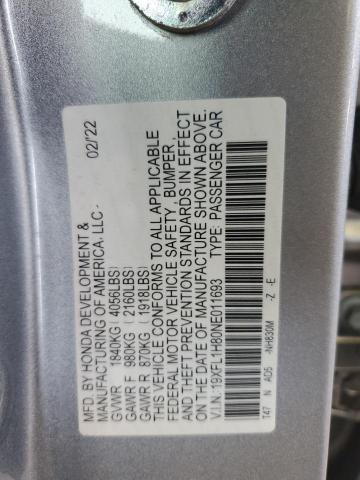 MFD. BY HONDA DEVELOPMENT &
MANUFACTURING OF AMERICA, LLC - 02/'22
GVWR 1840KG (4056LBS)
GAWR F 980KG (2160LBS)
GAWR R 870KG (1918LBS)
THIS VEHICLE CONFORMS TO ALL APPLICABLE
FEDERAL MOTOR VEHICLE SAFETY , BUMPER,
AND THEFT PREVENTION STANDARDS IN EFFECT
ON THE DATE OF MANUFACTURE SHOWN ABOVE.
V.I.N. :19XFL1H80NE011693 TYPE: PASSENGER CAR
T47 N AD5 -NH830M -Z -E